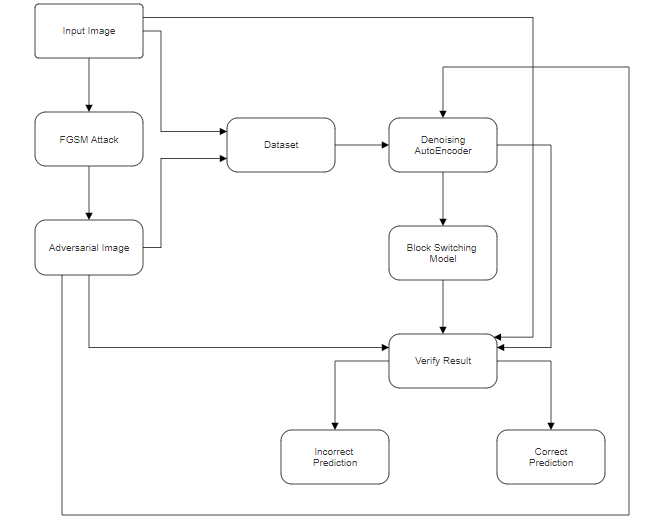 Input Image
FGSM Attack
Dataset
Denoising
AutoEncoder
Adversarial Image
Block Switching
Model
Verify Result
Incorrect
Prediction
Correct
Prediction